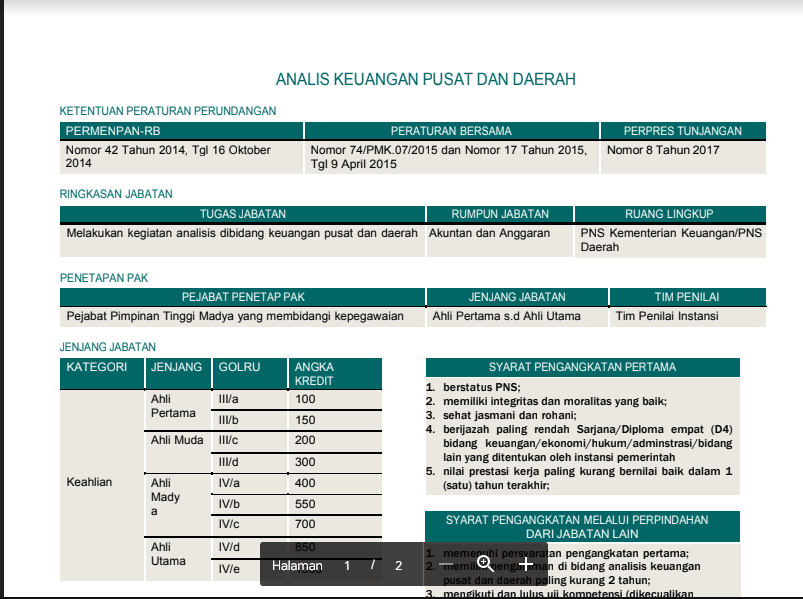 ANALIS KEUANGAN PUSAT DAN DAERAH
KETENTUAN PERATURAN PERUNDANGAN
PERMENPAN-RB PERATURAN BERSAMA PERPRES TUNJANGAN
Nomor 42 Tahun 2014, Tgl 16 Oktober
2014
Nomor 74/PMK.07/2015 dan Nomor 17 Tahun 2015,
Tgl 9 April 2015
Nomor 8 Tahun 2017
RINGKASAN JABATAN
TUGAS JABATAN RUMPUN JABATAN RUANG LINGKUP
Melakukan kegiatan analisis dibidang keuangan pusat dan daerah
Akuntan dan Anggaran
PNS Kementerian Keuangan/PNS
Daerah
PENETAPAN PAK
PEJABAT PENETAP PAK JENJANG JABATAN TIM PENILAI
Pejabat Pimpinan Tinggi Madya yang membidangi kepegawaian Ahli Pertama s.d Ahli Utama Tim Penilai Instansi
JENJANG JABATAN
KATEGORI JENJANG GOLRU ANGKA
KREDIT
Keahlian
Ahli
Pertama
III/a 100
III/b 150
Ahli Muda III/c 200
III/d 300
Ahli
Mady
a
IV/a 400
IV/b 550
IV/c 700
Ahli
Utama
IV/d 850
IV/e
SYARAT PENGANGKATAN PERTAMA
1. berstatus PNS;
2. memiliki integritas dan moralitas yang baik;
3. sehat jasmani dan rohani;
4. berijazah paling rendah Sarjana/Diploma empat (D4)
bidang keuangan/ekonomi/hukum/adminstrasi/bidang
lain yang ditentukan oleh instansi pemerintah
5. nilai prestasi kerja paling kurang bernilai baik dalam 1
(satu) tahun terakhir;
SYARAT PENGANGKATAN MELALUI PERPINDAHAN
DARI JABATAN LAIN
1. memenuhi persyaratan pengangkatan pertama;
2. memiliki pengalaman di bidang analisis keuangan
pusat dan daerah paling kurang 2 tahun;
3. mengikuti dan lulus uji kompetensi (dikecualikan
Halaman 1 / 2